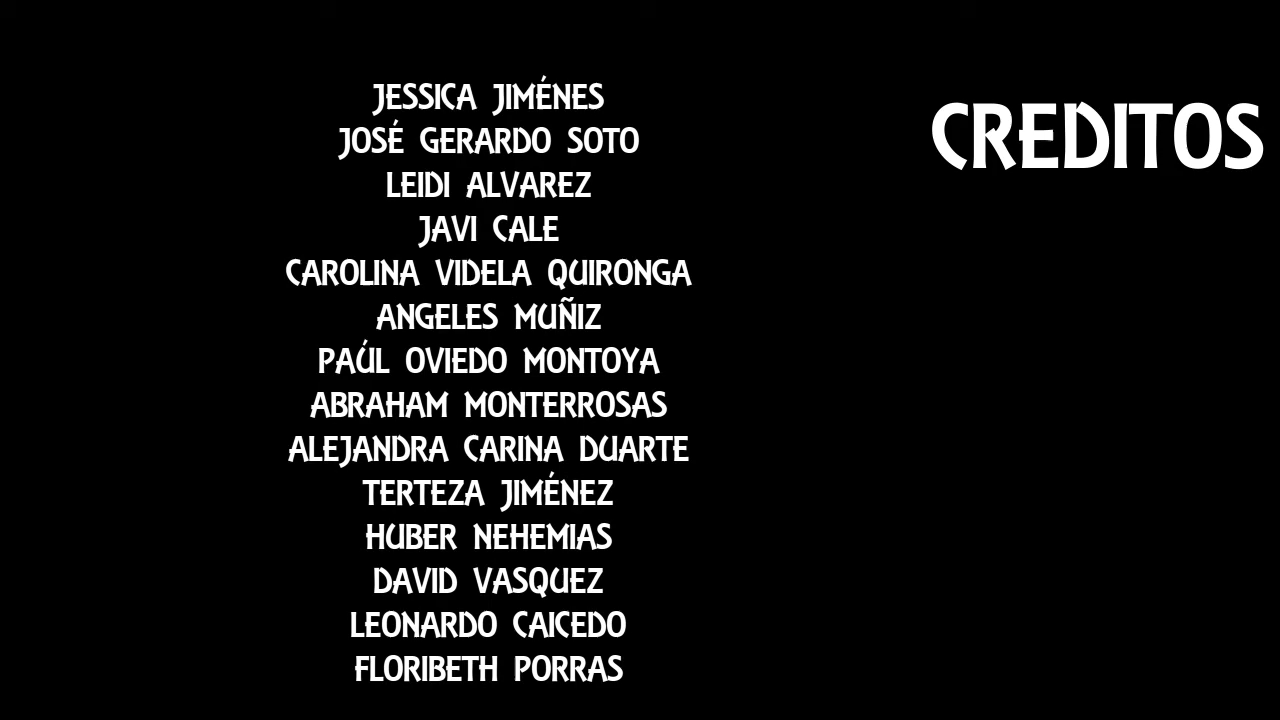 CREDITOS
JESSICA JIMÉNES
JOSÉ GERARDO SOTO
LEIDI ALVAREZ
JAVI CALE
CAROLINA VIDELA QUIRONGA
ANGELES MUÑIZ
PAÚL OVIEDO MONTOYA
ABRAHAM MONTERROSAS
ALEJANDRA CARINA DUARTE
TERTEZA JIMÉNEZ
HUBER NEHEMIAS
DAVID VASQUEZ
LEONARDO CAICEDO
FLORIBETH PORRAS